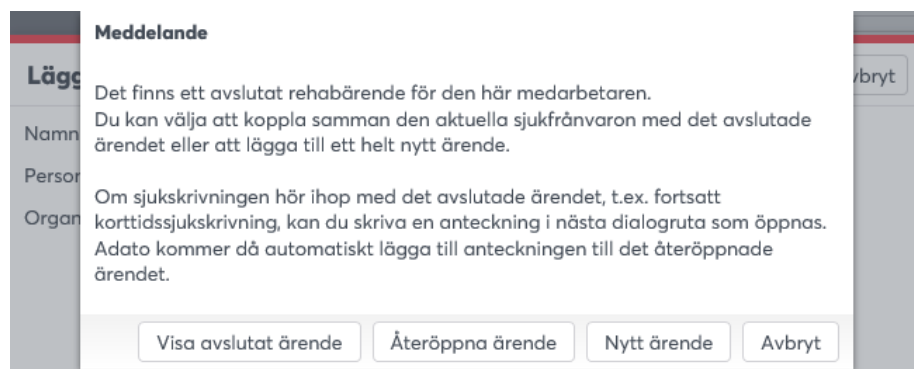 Meddelande
Lägg
vbryt
Det finns ett avslutat rehabärende för den här medarbetaren.
Du kan välja att koppla samman den aktuella sjukfrånvaron med det avslutade
Namn
ärendet eller att lägga till ett helt nytt ärende.
Person
Om sjukskrivningen hör ihop med det avslutade ärendet, t.ex. fortsatt
Organ
korttidssjukskrivning, kan du skriva en anteckning i nästa dialogruta som öppnas.
Adato kommer då automatiskt lägga till anteckningen till det återöppnade
ärendet.
Visa avslutat ärende
Återöppna ärende
Nytt ärende
Avbryt